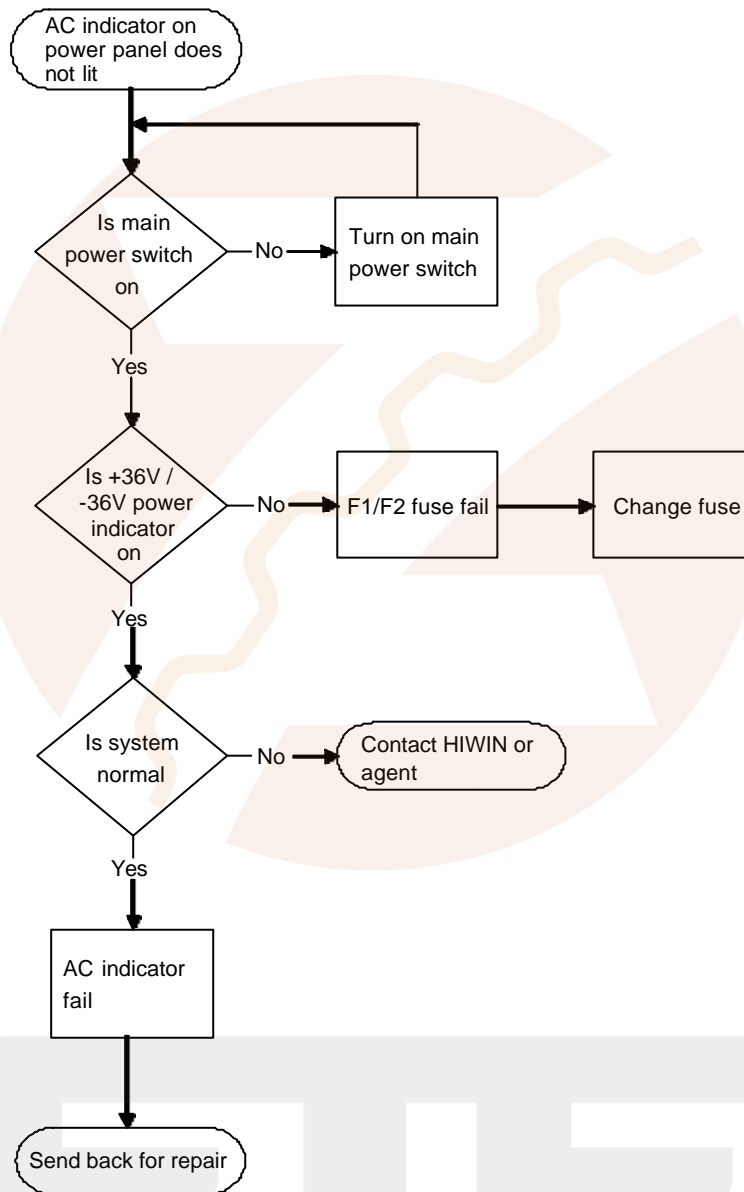 AC indicator on
power panel does
not lit
Is main
power switch
on
No
Turn on main
power switch
Yes
Is +36V /
-36V power
indicator
on
No
F1/F2 fuse fail
Change fuse
Yes
Is system
normal
No
Contact HIWIN or
agent
Yes
AC indicator
fail
Send back for repair